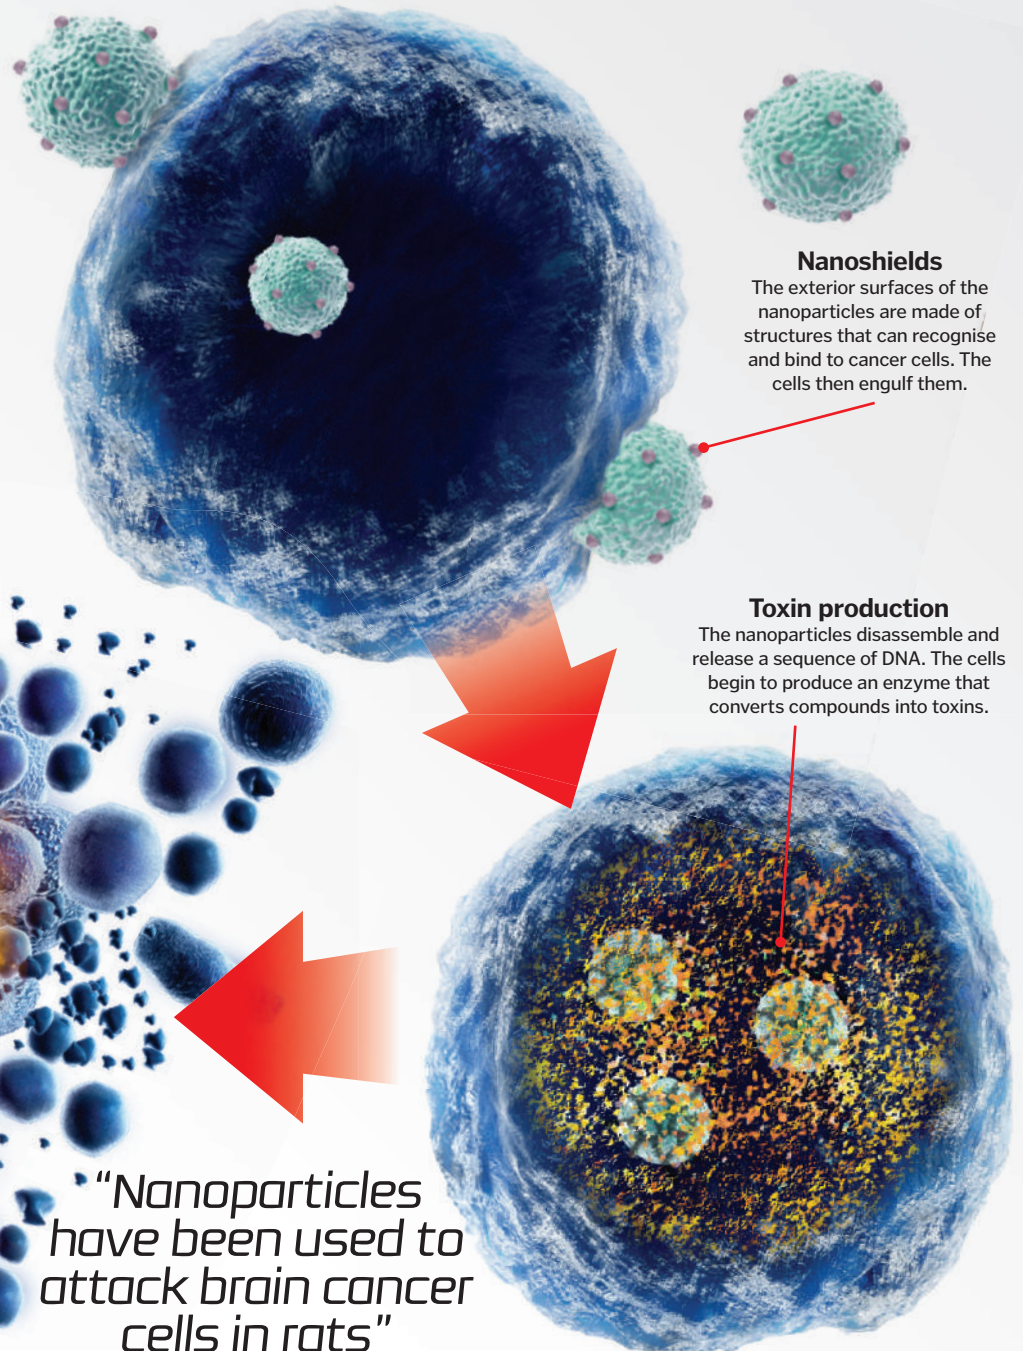 Nanoshields
The exterior surfaces of the
nanoparticles are made of
structures that can recognise
and bind to cancer cells. The
cells then engulf them.
Toxin production
The nanoparticles disassemble and
release a sequence of DNA. The cells
begin to produce an enzyme that
converts compounds into toxins.
“Nanoparticles
have been used to
attack brain cancer
cells in rats”